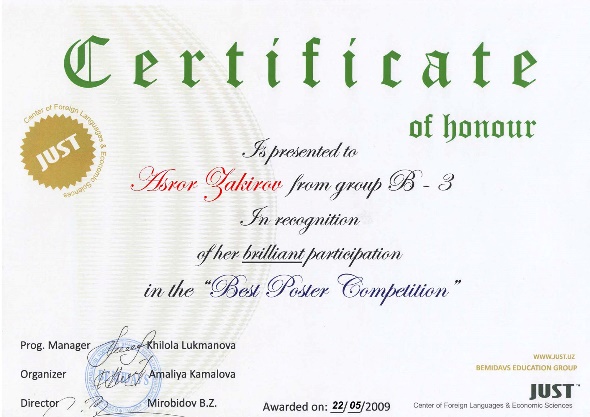 Certificate
of honour
Center of Foreign Languages & Economic Sciences
JUST
Is presented to
Asror Zakirov from group B - 3
In recognition
of her brilliant participation
in the "Best Poster Competition"
Prog. Manager Khilola Lukmanova
Organizer Amaliya Kamalova
Director Mirobidov B.Z.
Awarded on: 22/05/2009
WWW.JUST.UZ
BEMIDAVS EDUCATION GROUP
JUST™
Center of Foreign Languages & Economic Sciences